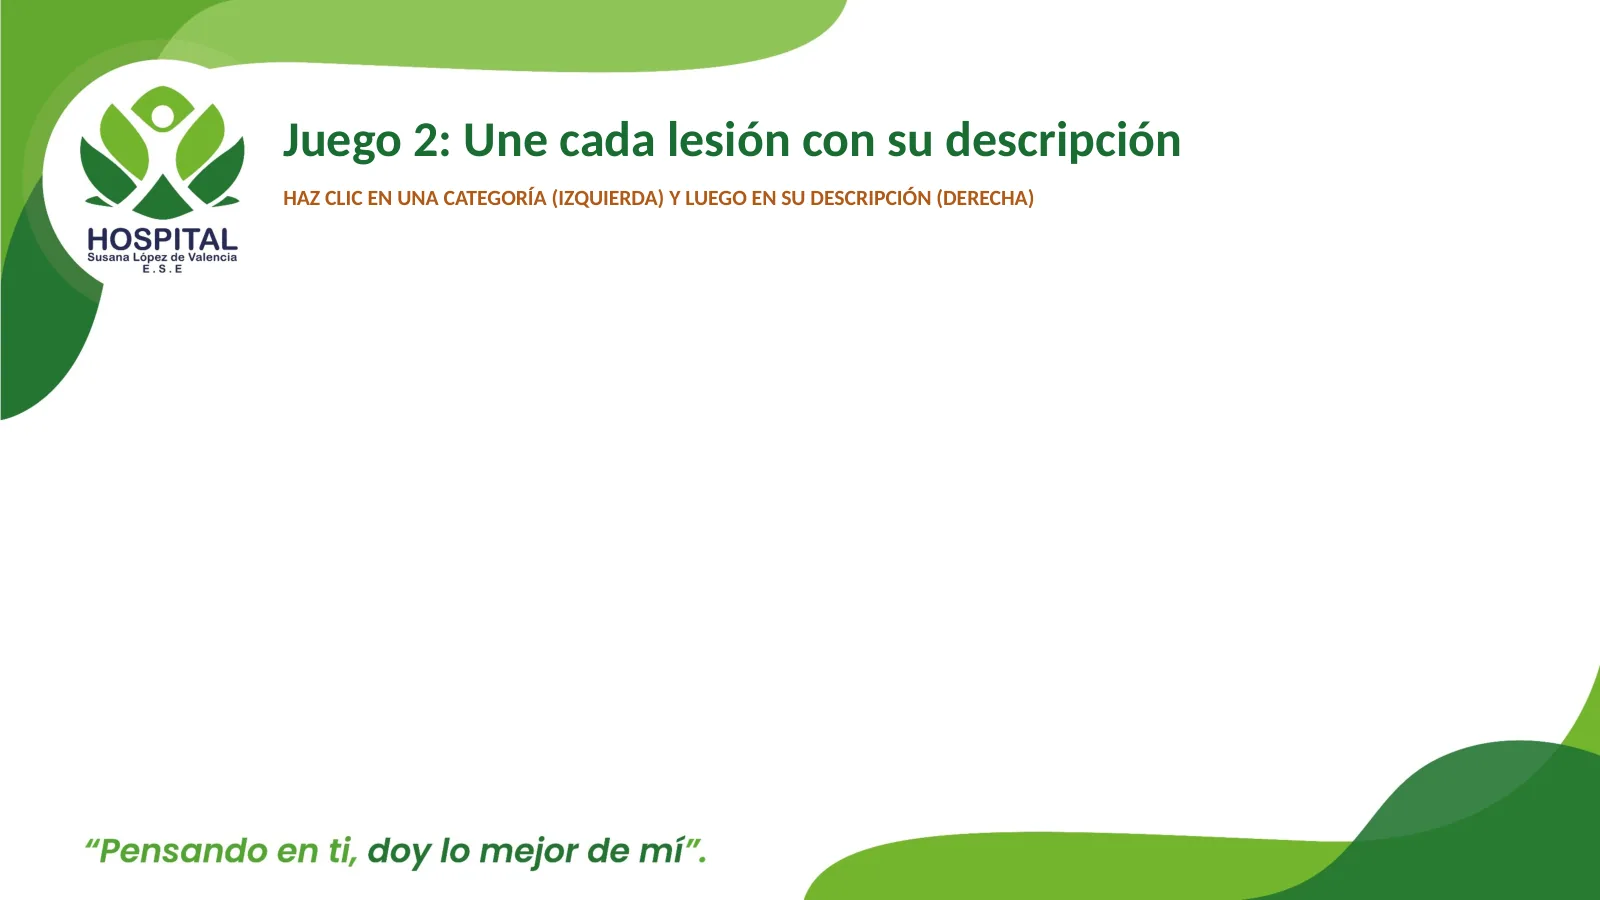 Juego 2: Une cada lesión con su descripción
HAZ CLIC EN UNA CATEGORÍA (IZQUIERDA) Y LUEGO EN SU DESCRIPCIÓN (DERECHA)
HOSPITAL
Susana López de Valencia
E.S.E
“Pensando en ti, doy lo mejor de mí”.